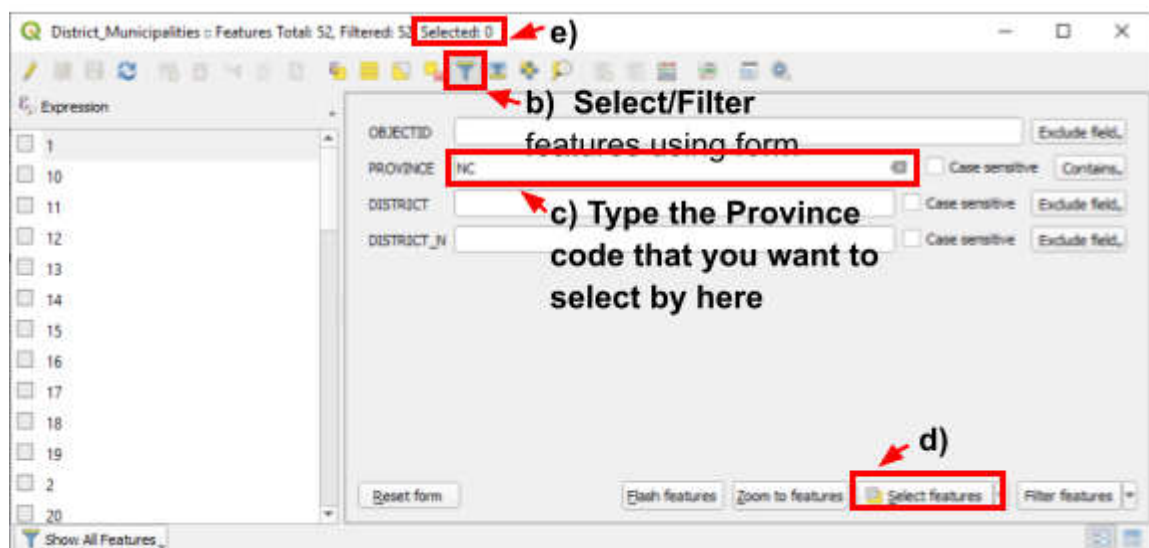 District_Municipalities :: Features Total: 52, Filtered: 52, Selected: 0
e)
Expression
b) Select/Filter
features using form
OBJECTID
Exclude field
PROVINCE NC Case sensitive Contains
DISTRICT Case sensitive Exclude field
DISTRICT_N Case sensitive Exclude field
c) Type the Province
code that you want to
select by here
1
10
11
12
13
14
15
16
17
18
19
2
20
d)
Reset form Flash features Zoom to features Select features Filter features
Show All Features